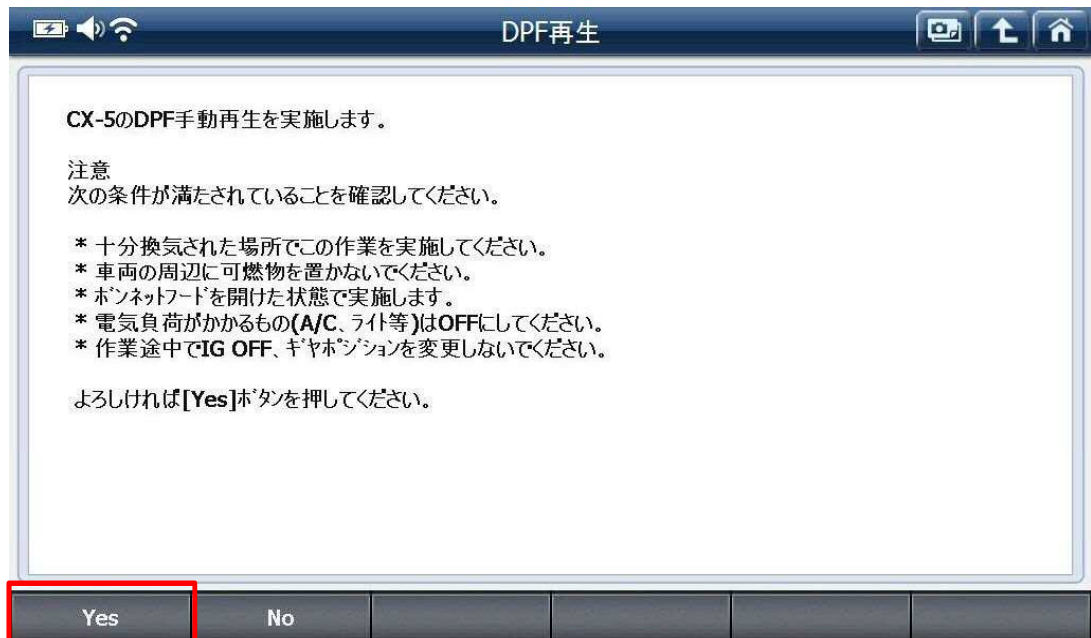 DPF再生
CX-5のDPF手動再生を実施します。
注意
次の条件が満たされていることを確認してください。
* 十分換気された場所でこの作業を実施してください。
* 車両の周辺に可燃物を置かないでください。
* ﾎﾞﾝﾈｯﾄﾌｰﾄﾞを開けた状態で実施します。
* 電気負荷がかかるもの(A/C、ﾗｲﾄ等)はOFFにしてください。
* 作業途中でIG OFF、ｷﾞﾔﾎﾟｼﾞｼｮﾝを変更しないでください。
よろしければ[Yes]ﾎﾞﾀﾝを押してください。
Yes No